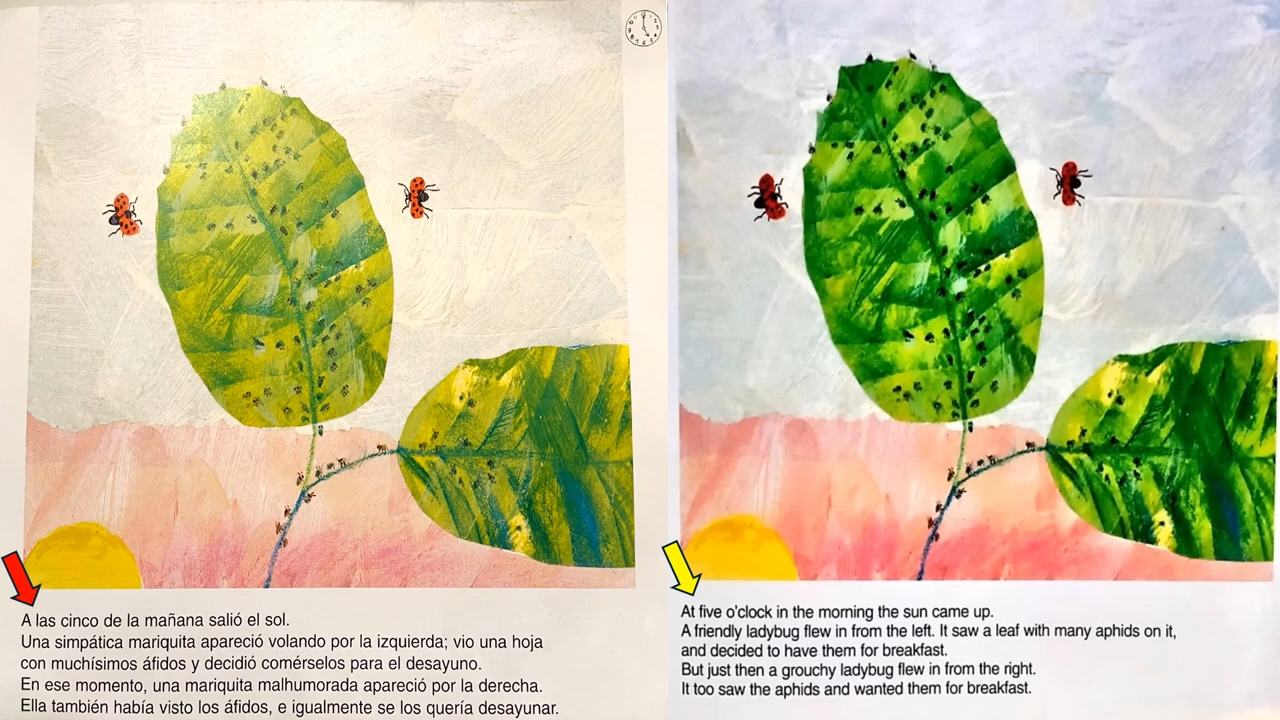 A las cinco de la mañana salió el sol.
Una simpática mariquita apareció volando por la izquierda; vio una hoja
con muchísimos áfidos y decidió comérselos para el desayuno.
En ese momento, una mariquita malhumorada apareció por la derecha.
Ella también había visto los áfidos, e igualmente se los quería desayunar.
At five o'clock in the morning the sun came up.
A friendly ladybug flew in from the left. It saw a leaf with many aphids on it,
and decided to have them for breakfast.
But just then a grouchy ladybug flew in from the right.
It too saw the aphids and wanted them for breakfast.